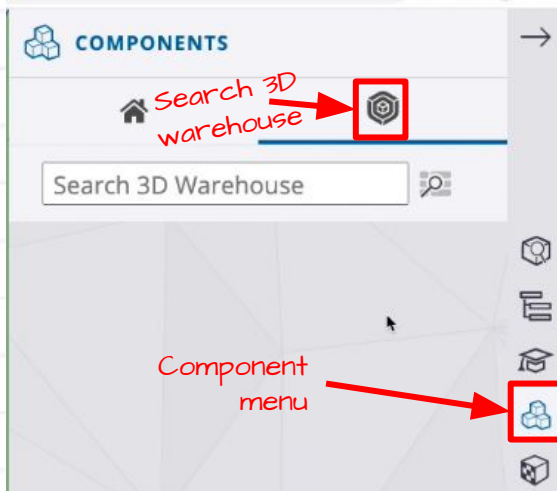 COMPONENTS
Search 3D
warehouse
Search 3D Warehouse
Component
menu